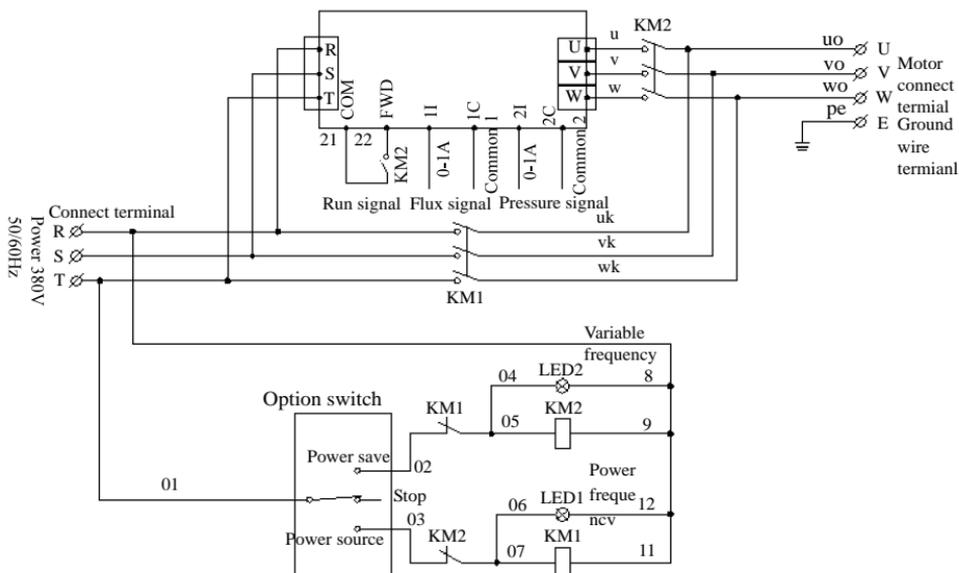 KM2
u
uo
U
R
U
v
vo
V
Motor
S
V
connect
w
wo
W
termial
T
W
COM
FWD
1I
1C
2I
2C
pe
E
Ground
wire
termianl
21
22
KM2
0-1A
Common 1
0-1A
Common 2
Run signal
Flux signal
Pressure signal
Connect terminal
uk
R
vk
S
wk
T
KM1
Power 380V
50/60Hz
Variable
frequency
04
LED2
8
Option switch
KM1
05
KM2
9
Power save
02
Power
01
Stop
06
LED1
freque
12
ncv
03
Power source
KM2
07
KM1
11